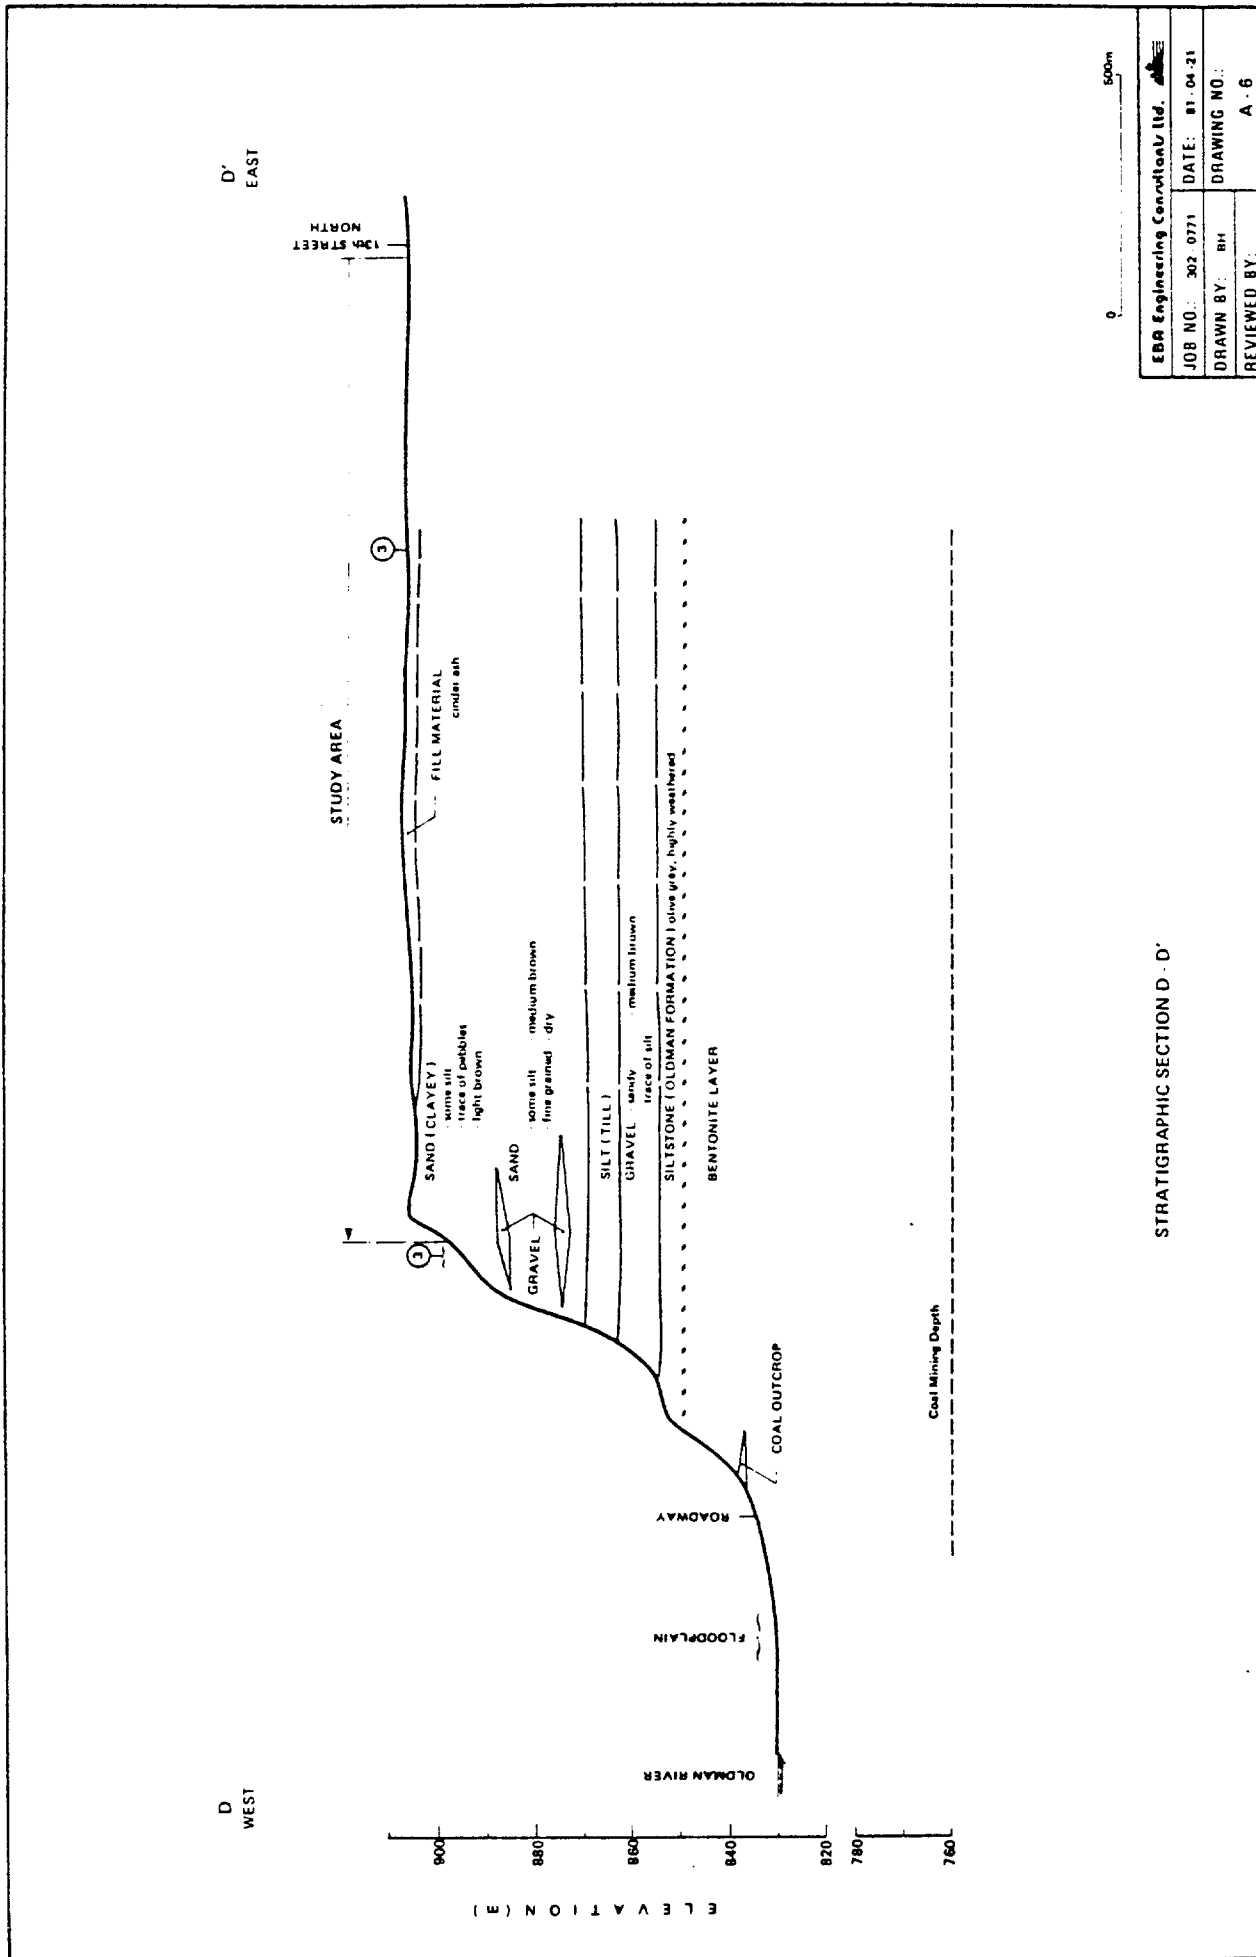 D
WEST
D'
EAST
STUDY AREA
13th STREET
NORTH
3
3
FILL MATERIAL
cinder ash
SAND (CLAYEY)
- some silt
- trace of pebbles
- light brown
SAND
- some silt - medium brown
- fine grained - dry
GRAVEL
SILT (TILL)
GRAVEL - sandy - medium brown
trace of silt
SILTSTONE (OLDMAN FORMATION) olive grey, highly weathered
BENTONITE LAYER
COAL OUTCROP
ROADWAY
FLOODPLAIN
OLDMAN RIVER
Coal Mining Depth
ELEVATION (m)
900
880
860
840
820
780
760
STRATIGRAPHIC SECTION D - D'
0 500m
EBA Engineering Consultants Ltd.
JOB NO.: 302-0771 DATE: 81-04-21
DRAWN BY: BH DRAWING NO.:
REVIEWED BY: A - 6